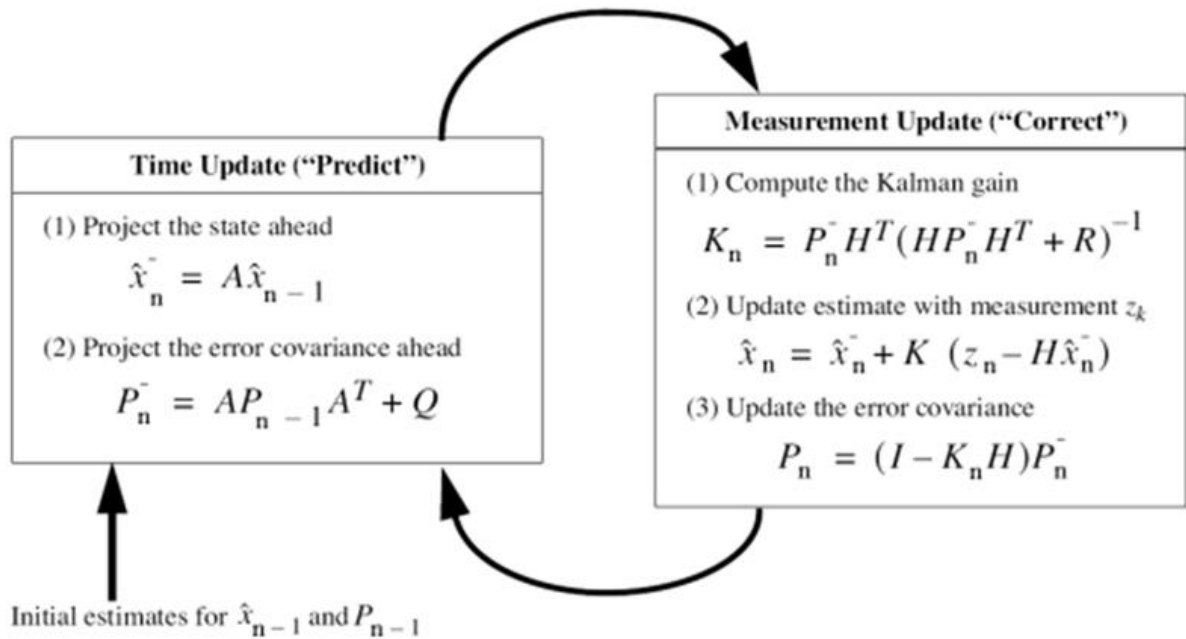 Time Update (“Predict”)
(1) Project the state ahead
x̂⁻ₙ = Ax̂ₙ ₋ ₁
(2) Project the error covariance ahead
P⁻ₙ = APₙ ₋ ₁Aᵀ + Q
Initial estimates for x̂ₙ₋₁ and Pₙ₋₁
Measurement Update (“Correct”)
(1) Compute the Kalman gain
Kₙ = P⁻ₙHᵀ(HP⁻ₙHᵀ + R)⁻¹
(2) Update estimate with measurement zₖ
x̂ₙ = x̂⁻ₙ + K (zₙ – Hx̂⁻ₙ)
(3) Update the error covariance
Pₙ = (I – KₙH)P⁻ₙ